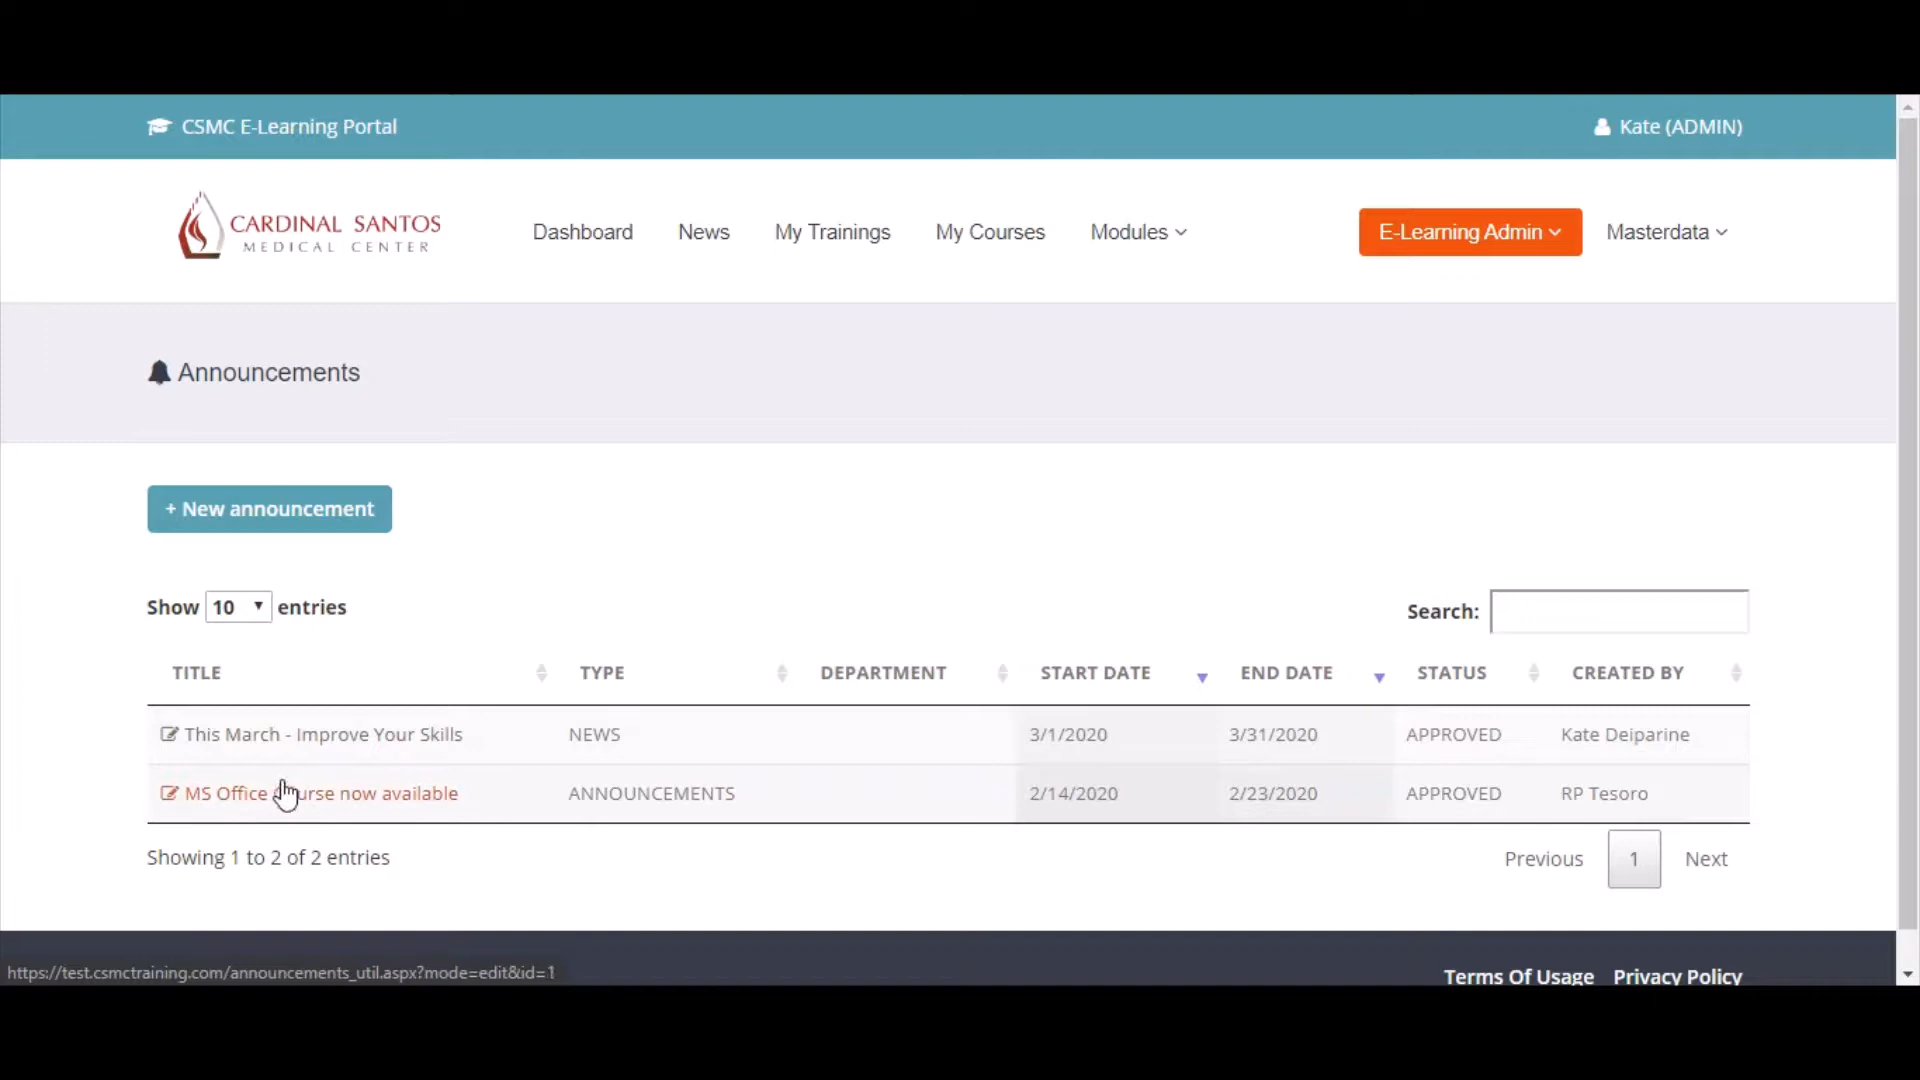 CSMC E-Learning Portal Kate (ADMIN)
CARDINAL SANTOS
MEDICAL CENTER
Dashboard News My Trainings My Courses Modules E-Learning Admin Masterdata
Announcements
+ New announcement
Show 10 entries Search:
TITLE TYPE DEPARTMENT START DATE END DATE STATUS CREATED BY
This March - Improve Your Skills NEWS 3/1/2020 3/31/2020 APPROVED Kate Deiparine
MS Office urse now available ANNOUNCEMENTS 2/14/2020 2/23/2020 APPROVED RP Tesoro
Showing 1 to 2 of 2 entries Previous 1 Next
https://test.csmctraining.com/announcements_util.aspx?mode=edit&id=1
Terms Of Usage Privacy Policy